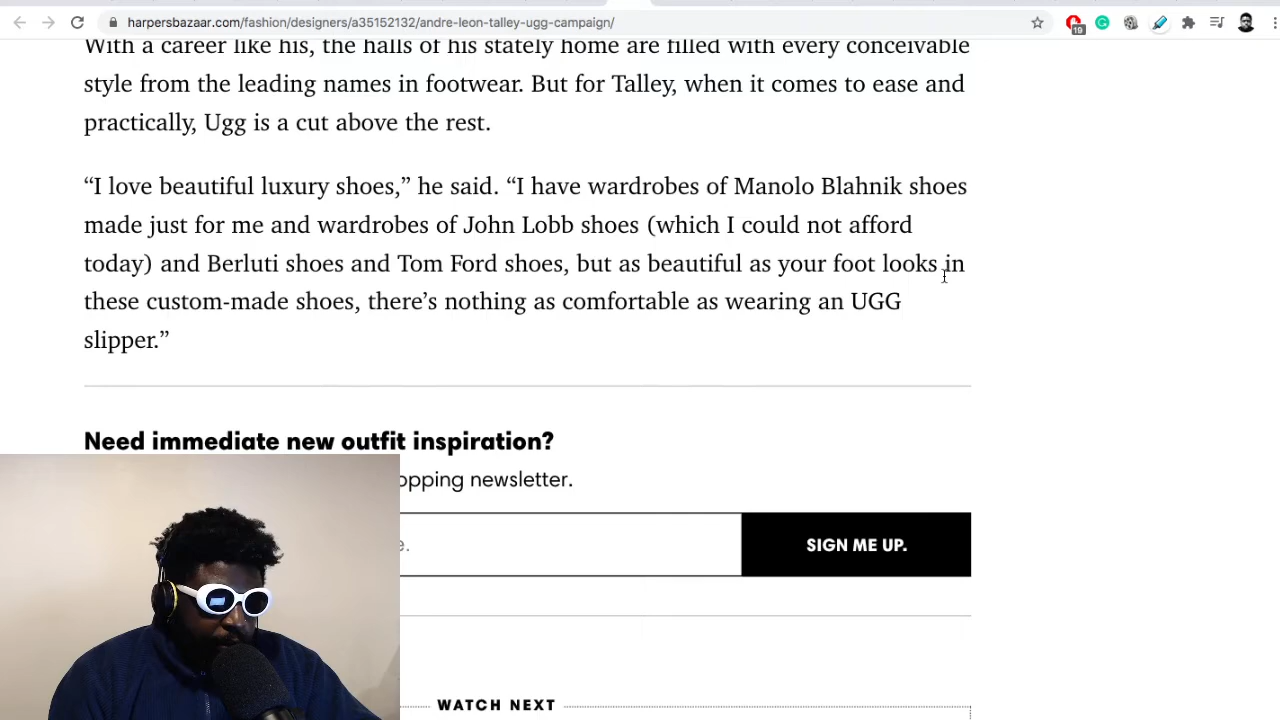 harpersbazaar.com/fashion/designers/a35152132/andre-leon-talley-ugg-campaign/
19
With a career like his, the halls of his stately home are filled with every conceivable
style from the leading names in footwear. But for Talley, when it comes to ease and
practically, Ugg is a cut above the rest.
“I love beautiful luxury shoes,” he said. “I have wardrobes of Manolo Blahnik shoes
made just for me and wardrobes of John Lobb shoes (which I could not afford
today) and Berluti shoes and Tom Ford shoes, but as beautiful as your foot looks in
these custom-made shoes, there’s nothing as comfortable as wearing an UGG
slipper.”
Need immediate new outfit inspiration?
opping newsletter.
e.
SIGN ME UP.
WATCH NEXT